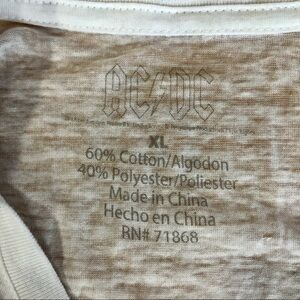 AC/DC
XL
60% Cotton/Algodon
40% Polyester/Poliester
Made in China
Hecho en China
RN# 71868